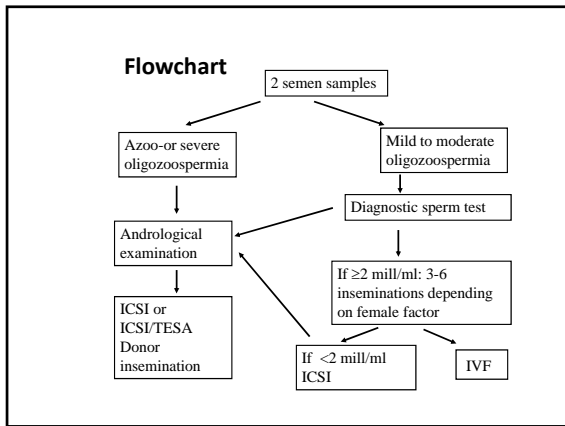 Flowchart
2 semen samples
Azoo-or severe
oligozoospermia
Mild to moderate
oligozoospermia
Diagnostic sperm test
Andrological
examination
If ≥2 mill/ml: 3-6
inseminations depending
on female factor
ICSI or
ICSI/TESA
Donor
insemination
If <2 mill/ml
ICSI
IVF